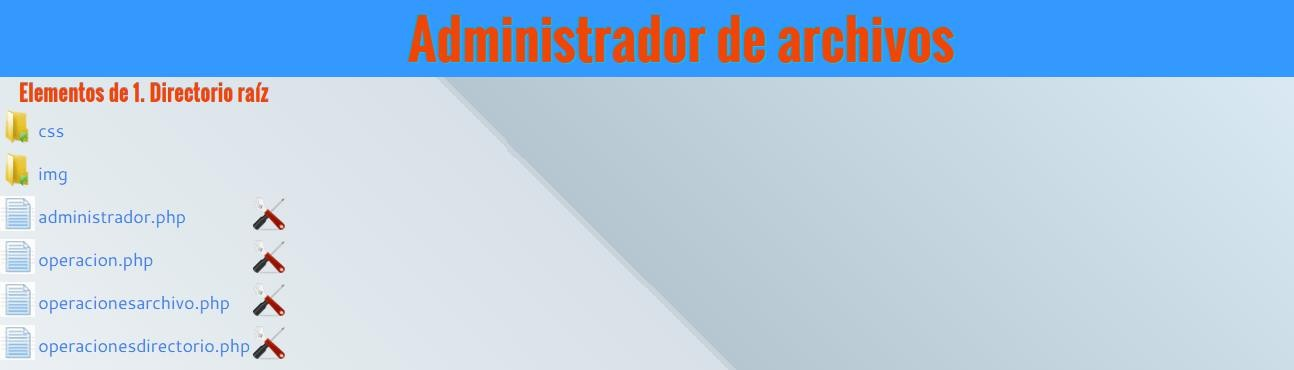 Administrador de archivos
Elementos de 1. Directorio raíz
css
img
administrador.php
operacion.php
operacionesarchivo.php
operacionesdirectorio.php